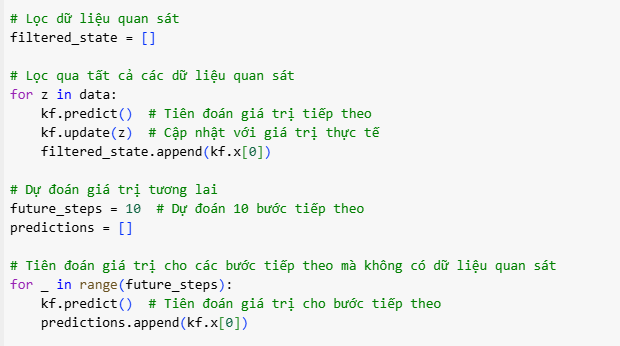 # Lọc dữ liệu quan sát
filtered_state = []
# Lọc qua tất cả các dữ liệu quan sát
for z in data:
    kf.predict()  # Tiên đoán giá trị tiếp theo
    kf.update(z)  # Cập nhật với giá trị thực tế
    filtered_state.append(kf.x[0])
# Dự đoán giá trị tương lai
future_steps = 10  # Dự đoán 10 bước tiếp theo
predictions = []
# Tiên đoán giá trị cho các bước tiếp theo mà không có dữ liệu quan sát
for _ in range(future_steps):
    kf.predict()  # Tiên đoán giá trị cho bước tiếp theo
    predictions.append(kf.x[0])